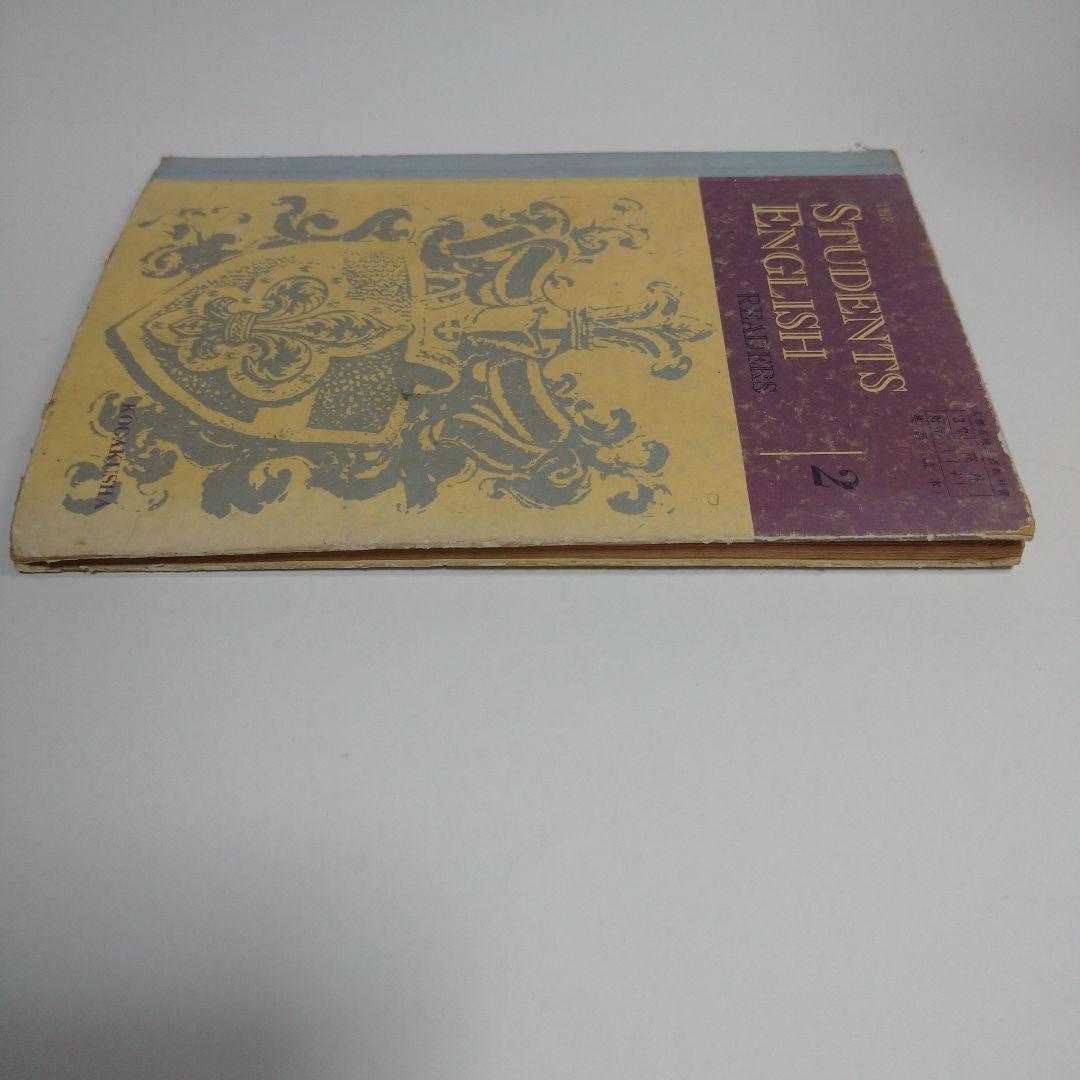 THE
STUDENTS
ENGLISH
READERS
2
KOGAKUSHA